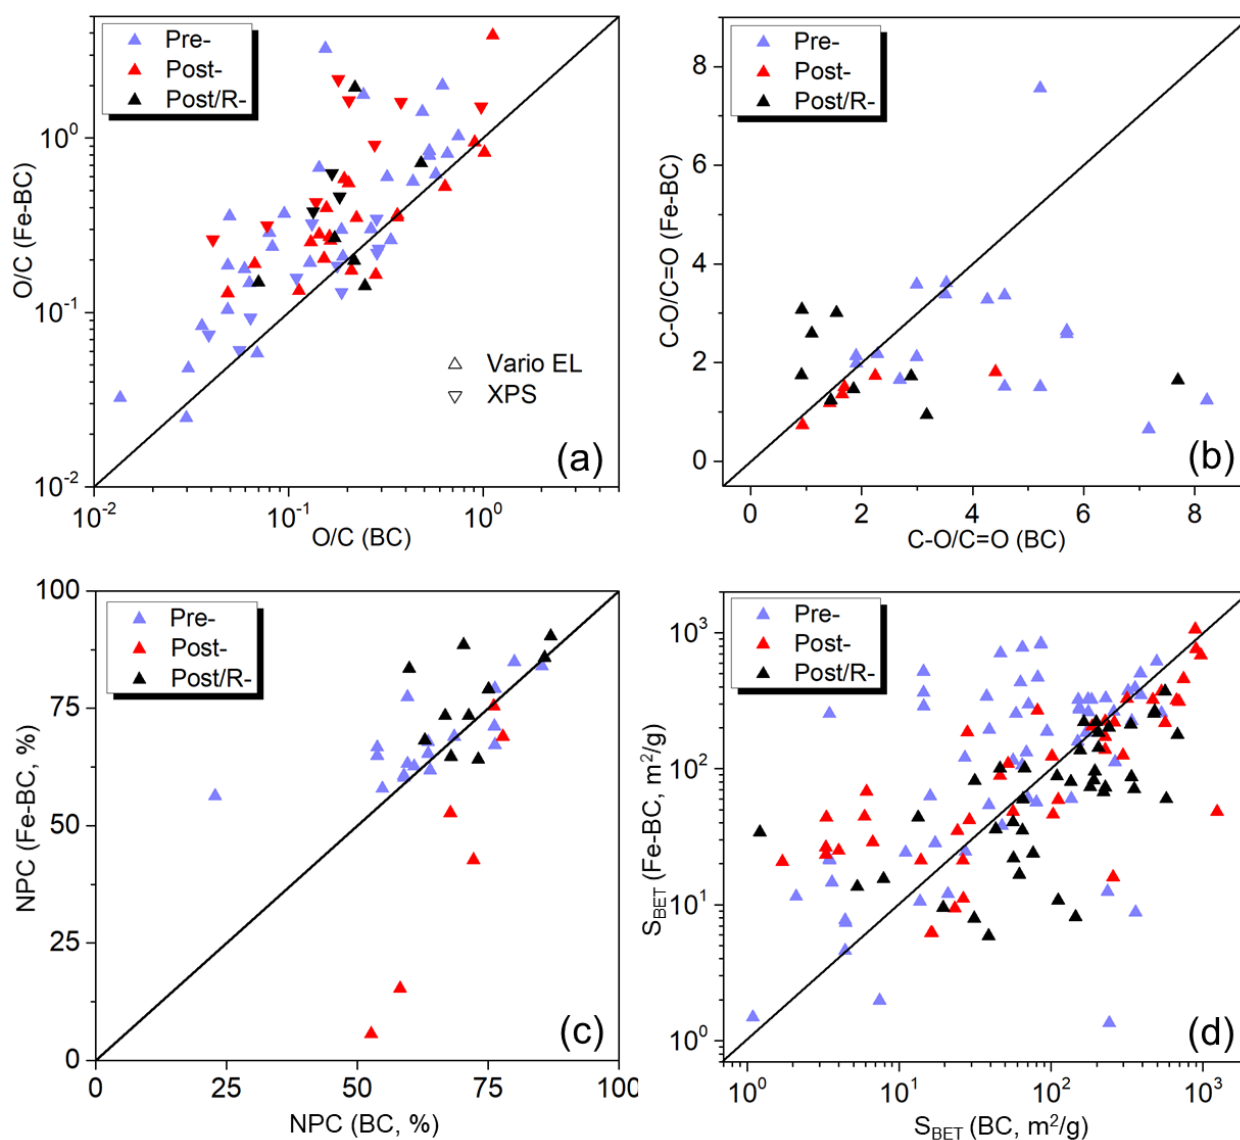 Pre-
Post-
Post/R-
10⁰
10⁻¹
10⁻²
O/C (Fe-BC)
Vario EL
XPS
(a)
10⁻² 10⁻¹ 10⁰
O/C (BC)
Pre-
Post-
Post/R-
8
6
4
2
0
C-O/C=O (Fe-BC)
(b)
0 2 4 6 8
C-O/C=O (BC)
Pre-
Post-
Post/R-
100
75
50
25
0
NPC (Fe-BC, %)
(c)
0 25 50 75 100
NPC (BC, %)
Pre-
Post-
Post/R-
10³
10²
10¹
10⁰
S_BET (Fe-BC, m²/g)
(d)
10⁰ 10¹ 10² 10³
S_BET (BC, m²/g)